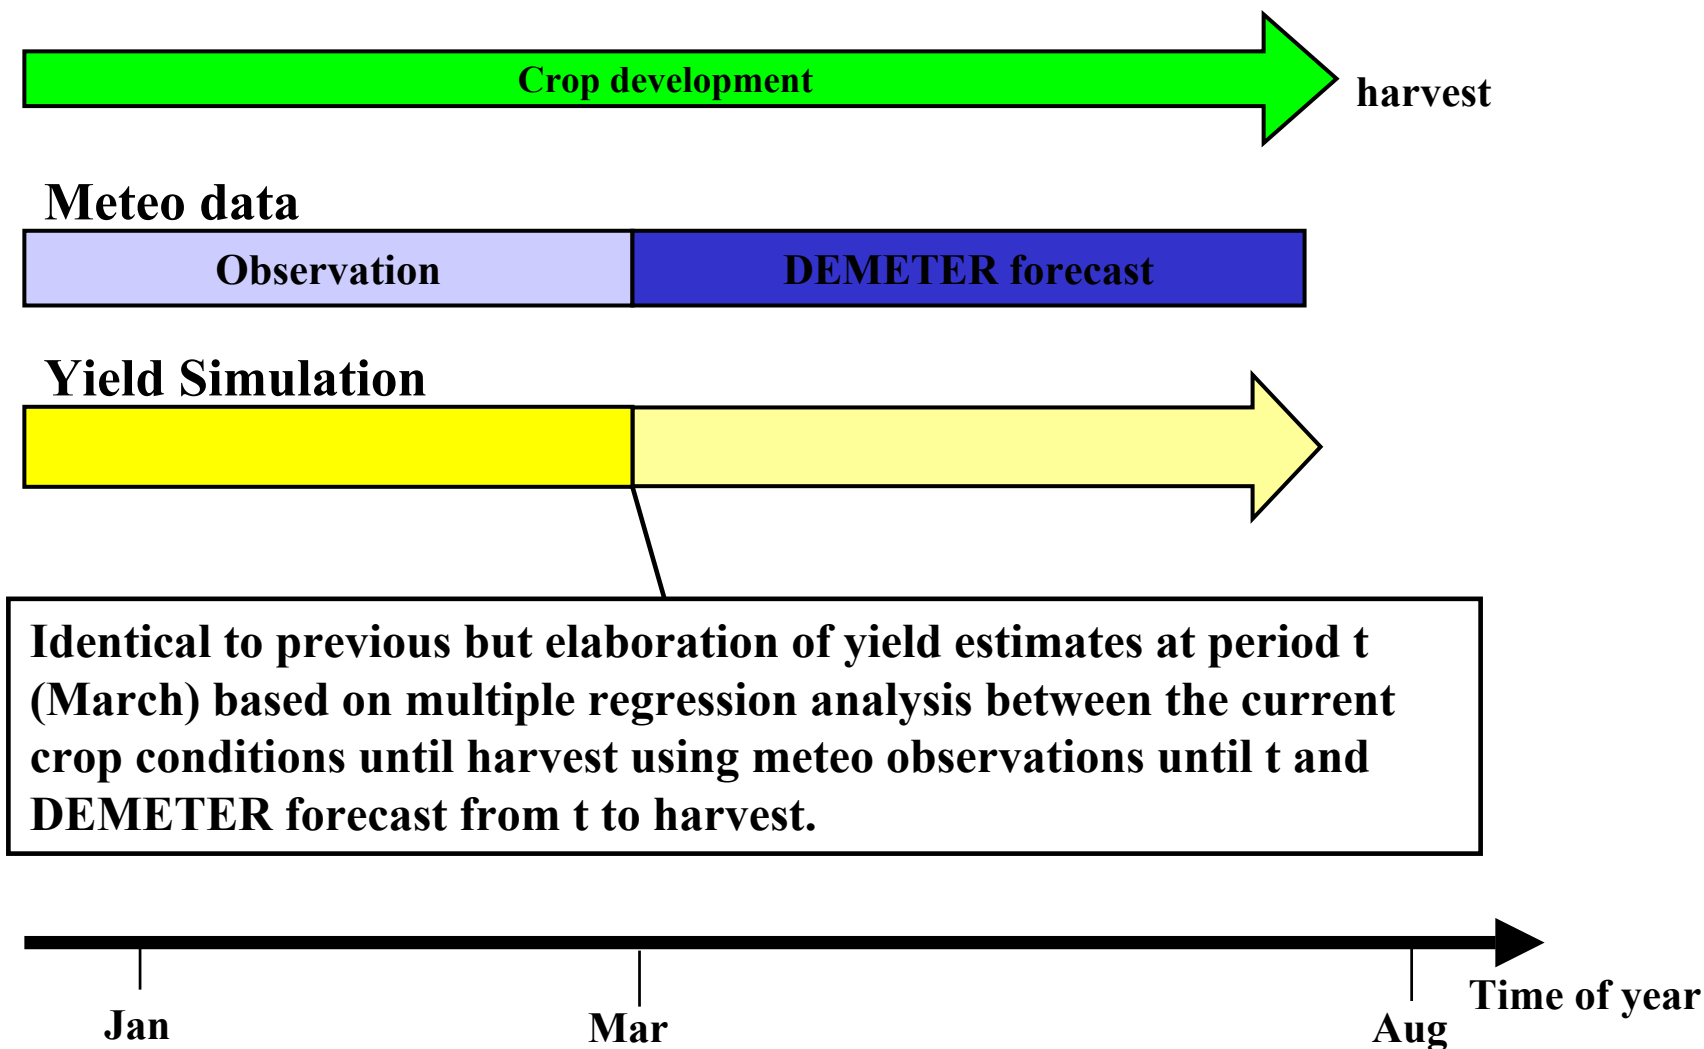 Crop development
harvest
Meteo data
Observation
DEMETER forecast
Yield Simulation
Identical to previous but elaboration of yield estimates at period t
(March) based on multiple regression analysis between the current
crop conditions until harvest using meteo observations until t and
DEMETER forecast from t to harvest.
Time of year
Jan
Mar
Aug